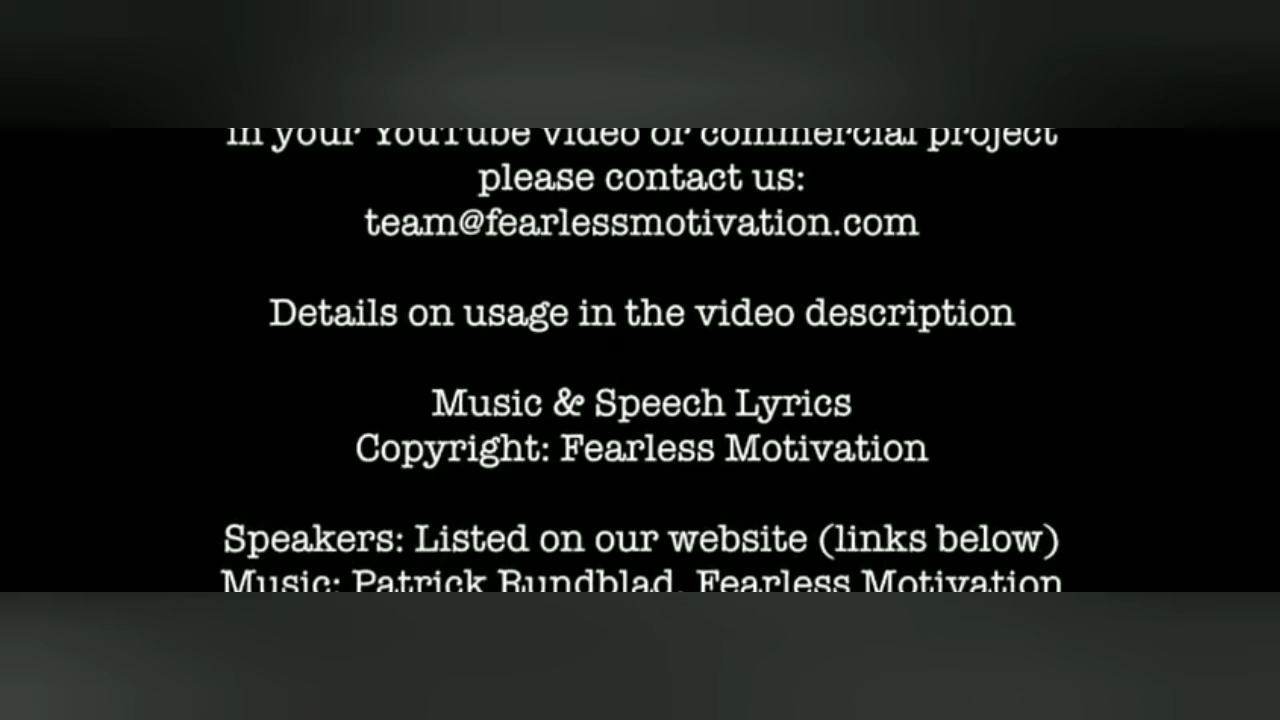 in your YouTube video or commercial project
please contact us:
team@fearlessmotivation.com
Details on usage in the video description
Music & Speech Lyrics
Copyright: Fearless Motivation
Speakers: Listed on our website (links below)
Music: Patrick Rundblad, Fearless Motivation